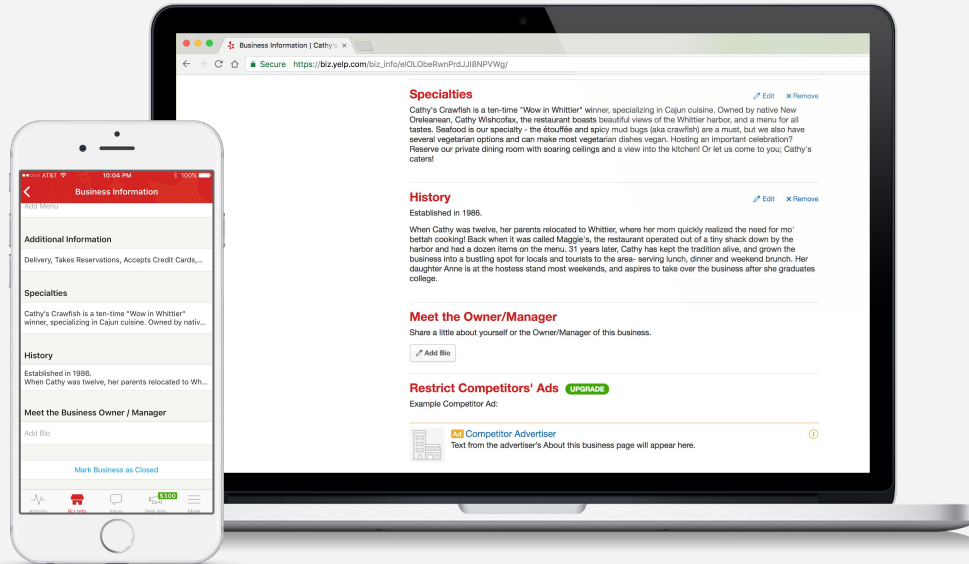 Business Information | Cathy's ×
Secure https://biz.yelp.com/biz_info/elOLObeRwnPrdJJI8NPVWg/
Specialties
Edit × Remove
Cathy's Crawfish is a ten-time "Wow in Whittier" winner, specializing in Cajun cuisine. Owned by native New
Oreleanean, Cathy Wishcofax, the restaurant boasts beautiful views of the Whittier harbor, and a menu for all
tastes. Seafood is our specialty - the étouffée and spicy mud bugs (aka crawfish) are a must, but we also have
several vegetarian options and can make most vegetarian dishes vegan. Hosting an important celebration?
Reserve our private dining room with soaring ceilings and a view into the kitchen! Or let us come to you; Cathy's
caters!
History
Edit × Remove
Established in 1986.
When Cathy was twelve, her parents relocated to Whittier, where her mom quickly realized the need for mo'
bettah cooking! Back when it was called Maggie's, the restaurant operated out of a tiny shack down by the
harbor and had a dozen items on the menu. 31 years later, Cathy has kept the tradition alive, and grown the
business into a bustling spot for locals and tourists to the area- serving lunch, dinner and weekend brunch. Her
daughter Anne is at the hostess stand most weekends, and aspires to take over the business after she graduates
college.
Meet the Owner/Manager
Share a little about yourself or the Owner/Manager of this business.
Add Bio
Restrict Competitors' Ads UPGRADE
Example Competitor Ad:
Ad Competitor Advertiser
Text from the advertiser's About this business page will appear here.
AT&T 10:04 PM 100%
Business Information
Add Menu
Additional Information
Delivery, Takes Reservations, Accepts Credit Cards,...
Specialties
Cathy's Crawfish is a ten-time "Wow in Whittier"
winner, specializing in Cajun cuisine. Owned by nativ...
History
Established in 1986.
When Cathy was twelve, her parents relocated to Wh...
Meet the Business Owner / Manager
Add Bio
Mark Business as Closed
$300
Activity Biz Info Inbox Yelp Ads More